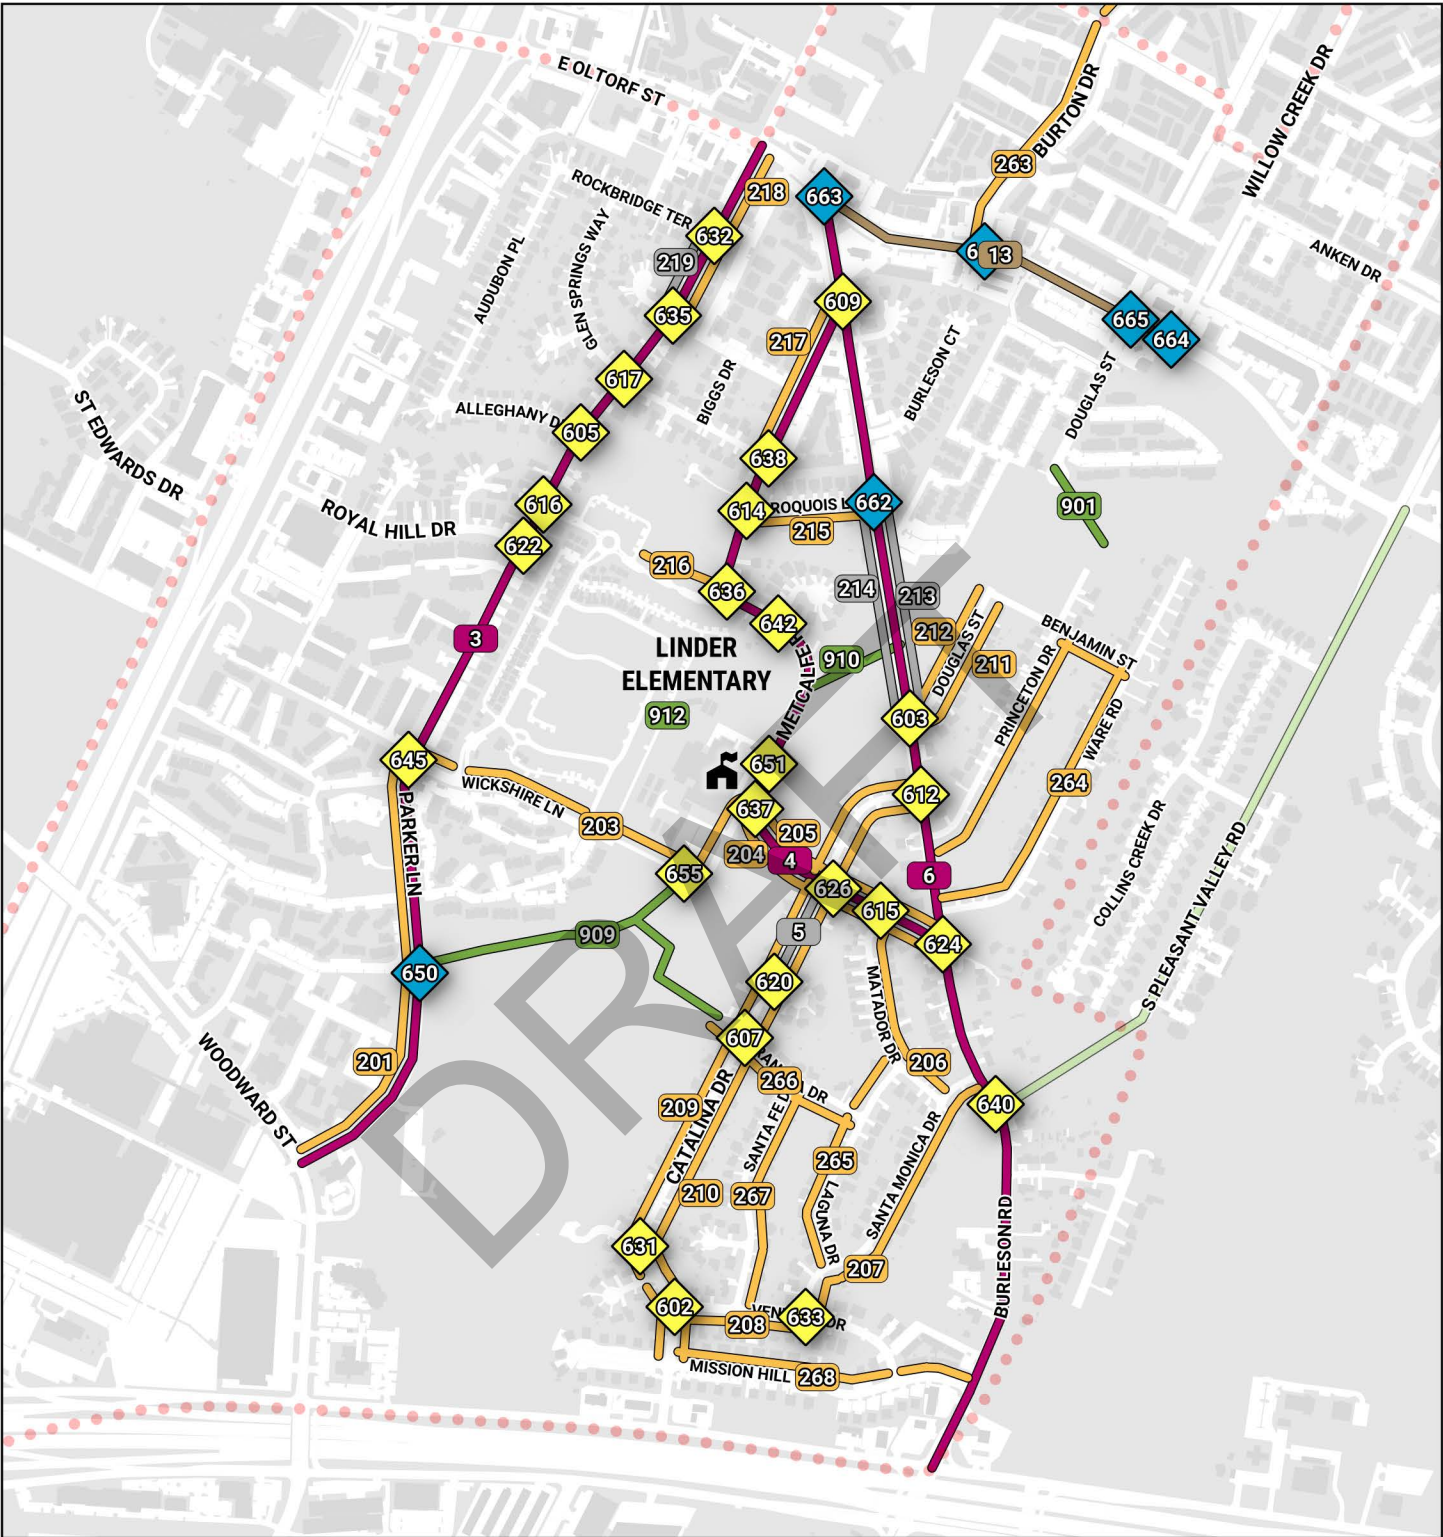 E OLTORF ST
BURTON DR
WILLOW CREEK DR
263
ROCKBRIDGE TER
218
663
632
GLEN SPRINGS WAY
AUDUBON PL
219
13
ANKEN DR
609
635
665
664
217
617
BIGGS DR
BURLESON CT
DOUGLAS ST
ST EDWARDS DR
ALLEGHANY D
605
638
616
614
662
901
ROYAL HILL DR
215
622
216
636
214
213
642
212
DOUGLAS ST
BENJAMIN ST
3
LINDER
ELEMENTARY
910
211
PRINCETON DR
METCALFE R
912
603
WARE RD
645
651
264
WICKSHIRE LN
PARKER LN
637
612
203
205
204
4
655
6
COLLINS CREEK DR
S PLEASANT VALLEY RD
626
615
909
5
624
650
620
MATADOR DR
DRAFT
607
WOODWARD ST
201
206
266
DR
209
CATALINA DR
SANTA FE D
640
SANTA MONICA DR
265
210
267
LAGUNA DR
631
BURLESON RD
207
602
208
633
DR
MISSION HILL
268